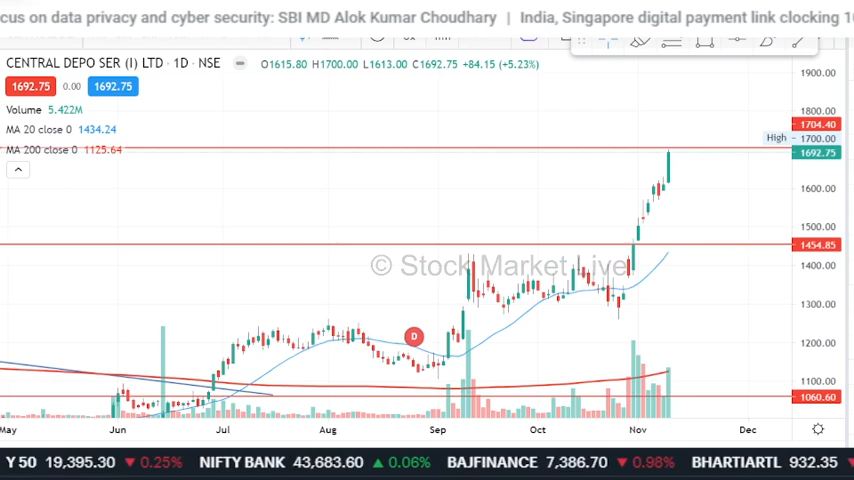 cus on data privacy and cyber security: SBI MD Alok Kumar Choudhary | India, Singapore digital payment link clocking 10
CENTRAL DEPO SER (I) LTD · 1D · NSE O1615.80 H1700.00 L1613.00 C1692.75 +84.15 (+5.23%)
1692.75 0.00 1692.75
Volume 5.422M
MA 20 close 0 1434.24
MA 200 close 0 1125.64
1900.00
1800.00
1704.40
High 1700.00
1692.75
1600.00
1500.00
1454.85
1400.00
1300.00
1200.00
1100.00
1060.60
© Stock Market Live
D
May Jun Jul Aug Sep Oct Nov Dec
Y 50 19,395.30 ▼ 0.25% NIFTY BANK 43,683.60 ▲ 0.06% BAJFINANCE 7,386.70 ▼ 0.98% BHARTIARTL 932.35